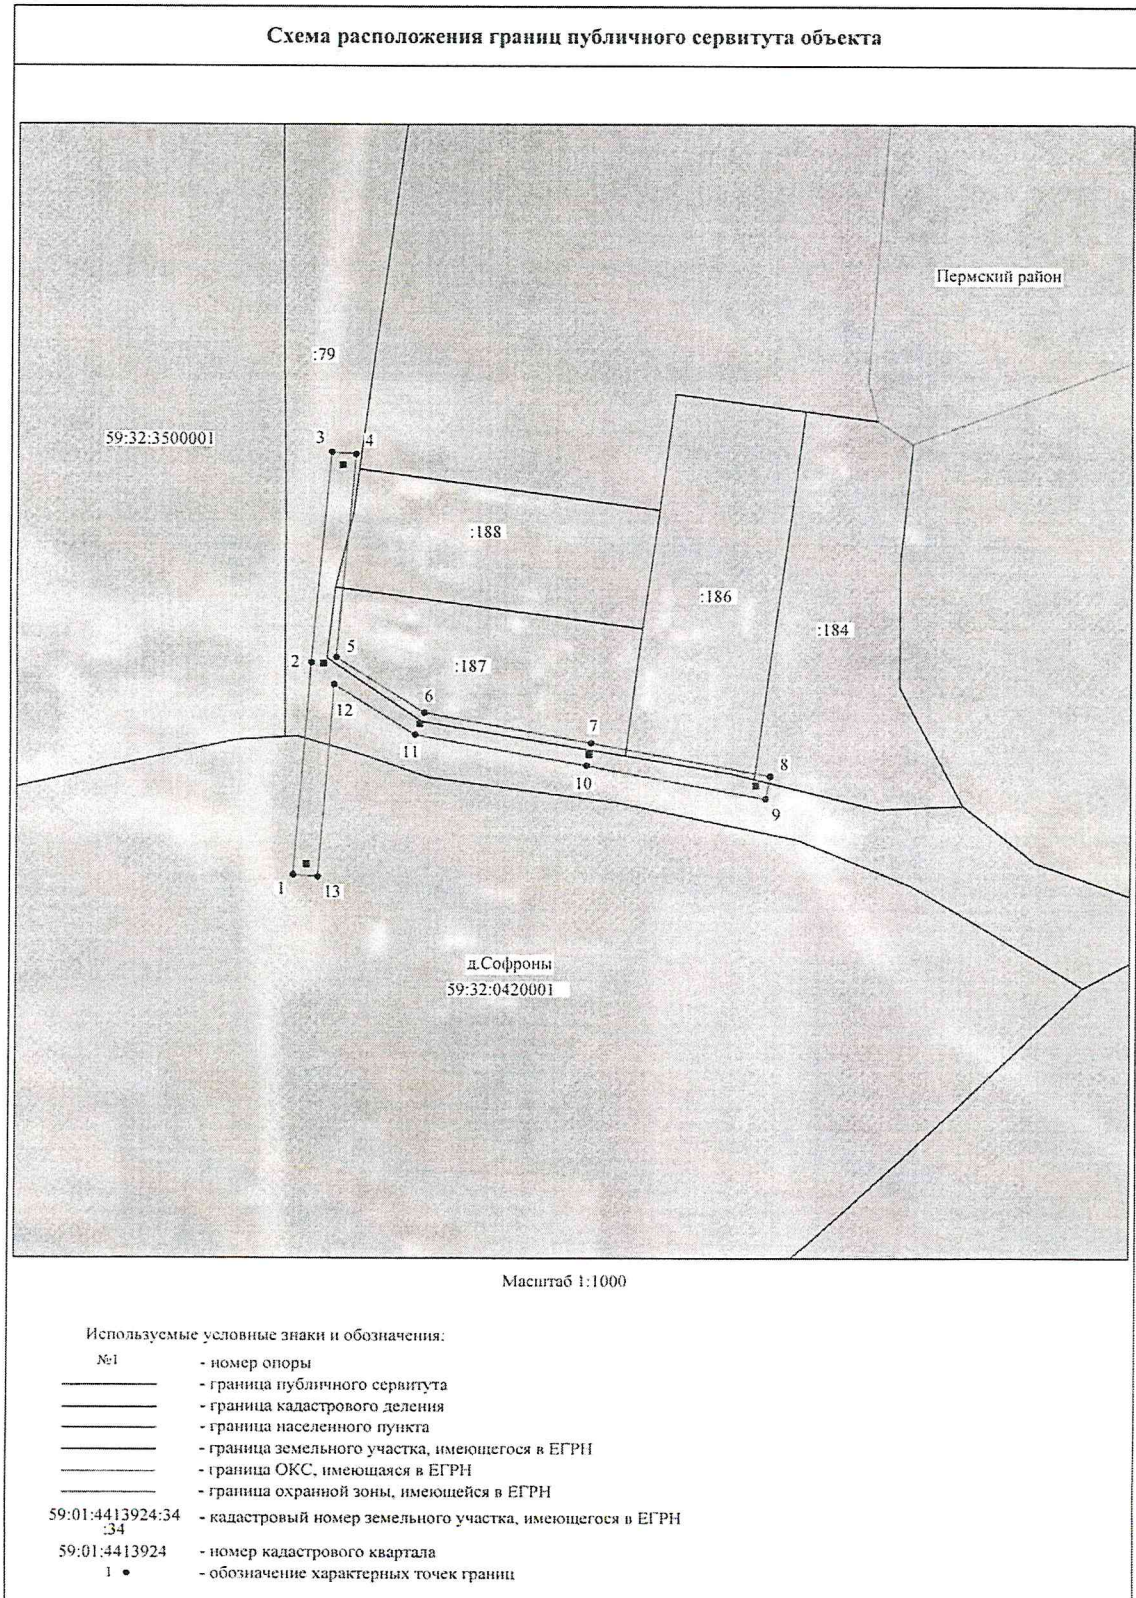 Схема расположения границ публичного сервитута объекта
Пермский район
:79
59:32:3500001
3
4
:188
:186
:184
5
2
:187
6
12
7
11
8
10
9
1
13
д.Софроны
59:32:0420001
Масштаб 1:1000
Используемые условные знаки и обозначения:
№1 - номер опоры
- граница публичного сервитута
- граница кадастрового деления
- граница населенного пункта
- граница земельного участка, имеющегося в ЕГРН
- граница ОКС, имеющаяся в ЕГРН
- граница охранной зоны, имеющейся в ЕГРН
59:01:4413924:34 - кадастровый номер земельного участка, имеющегося в ЕГРН
:34
59:01:4413924 - номер кадастрового квартала
1 ● - обозначение характерных точек границ